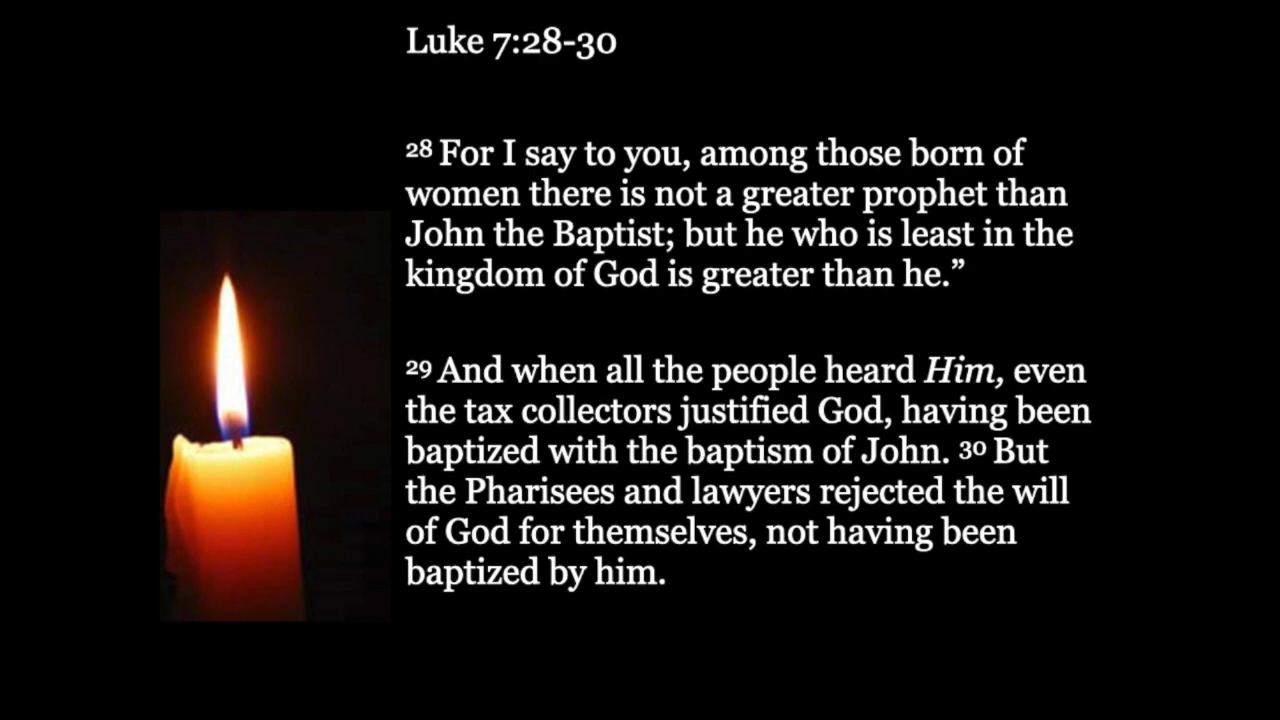 Luke 7:28-30
28 For I say to you, among those born of
women there is not a greater prophet than
John the Baptist; but he who is least in the
kingdom of God is greater than he.”
29 And when all the people heard Him, even
the tax collectors justified God, having been
baptized with the baptism of John. 30 But
the Pharisees and lawyers rejected the will
of God for themselves, not having been
baptized by him.